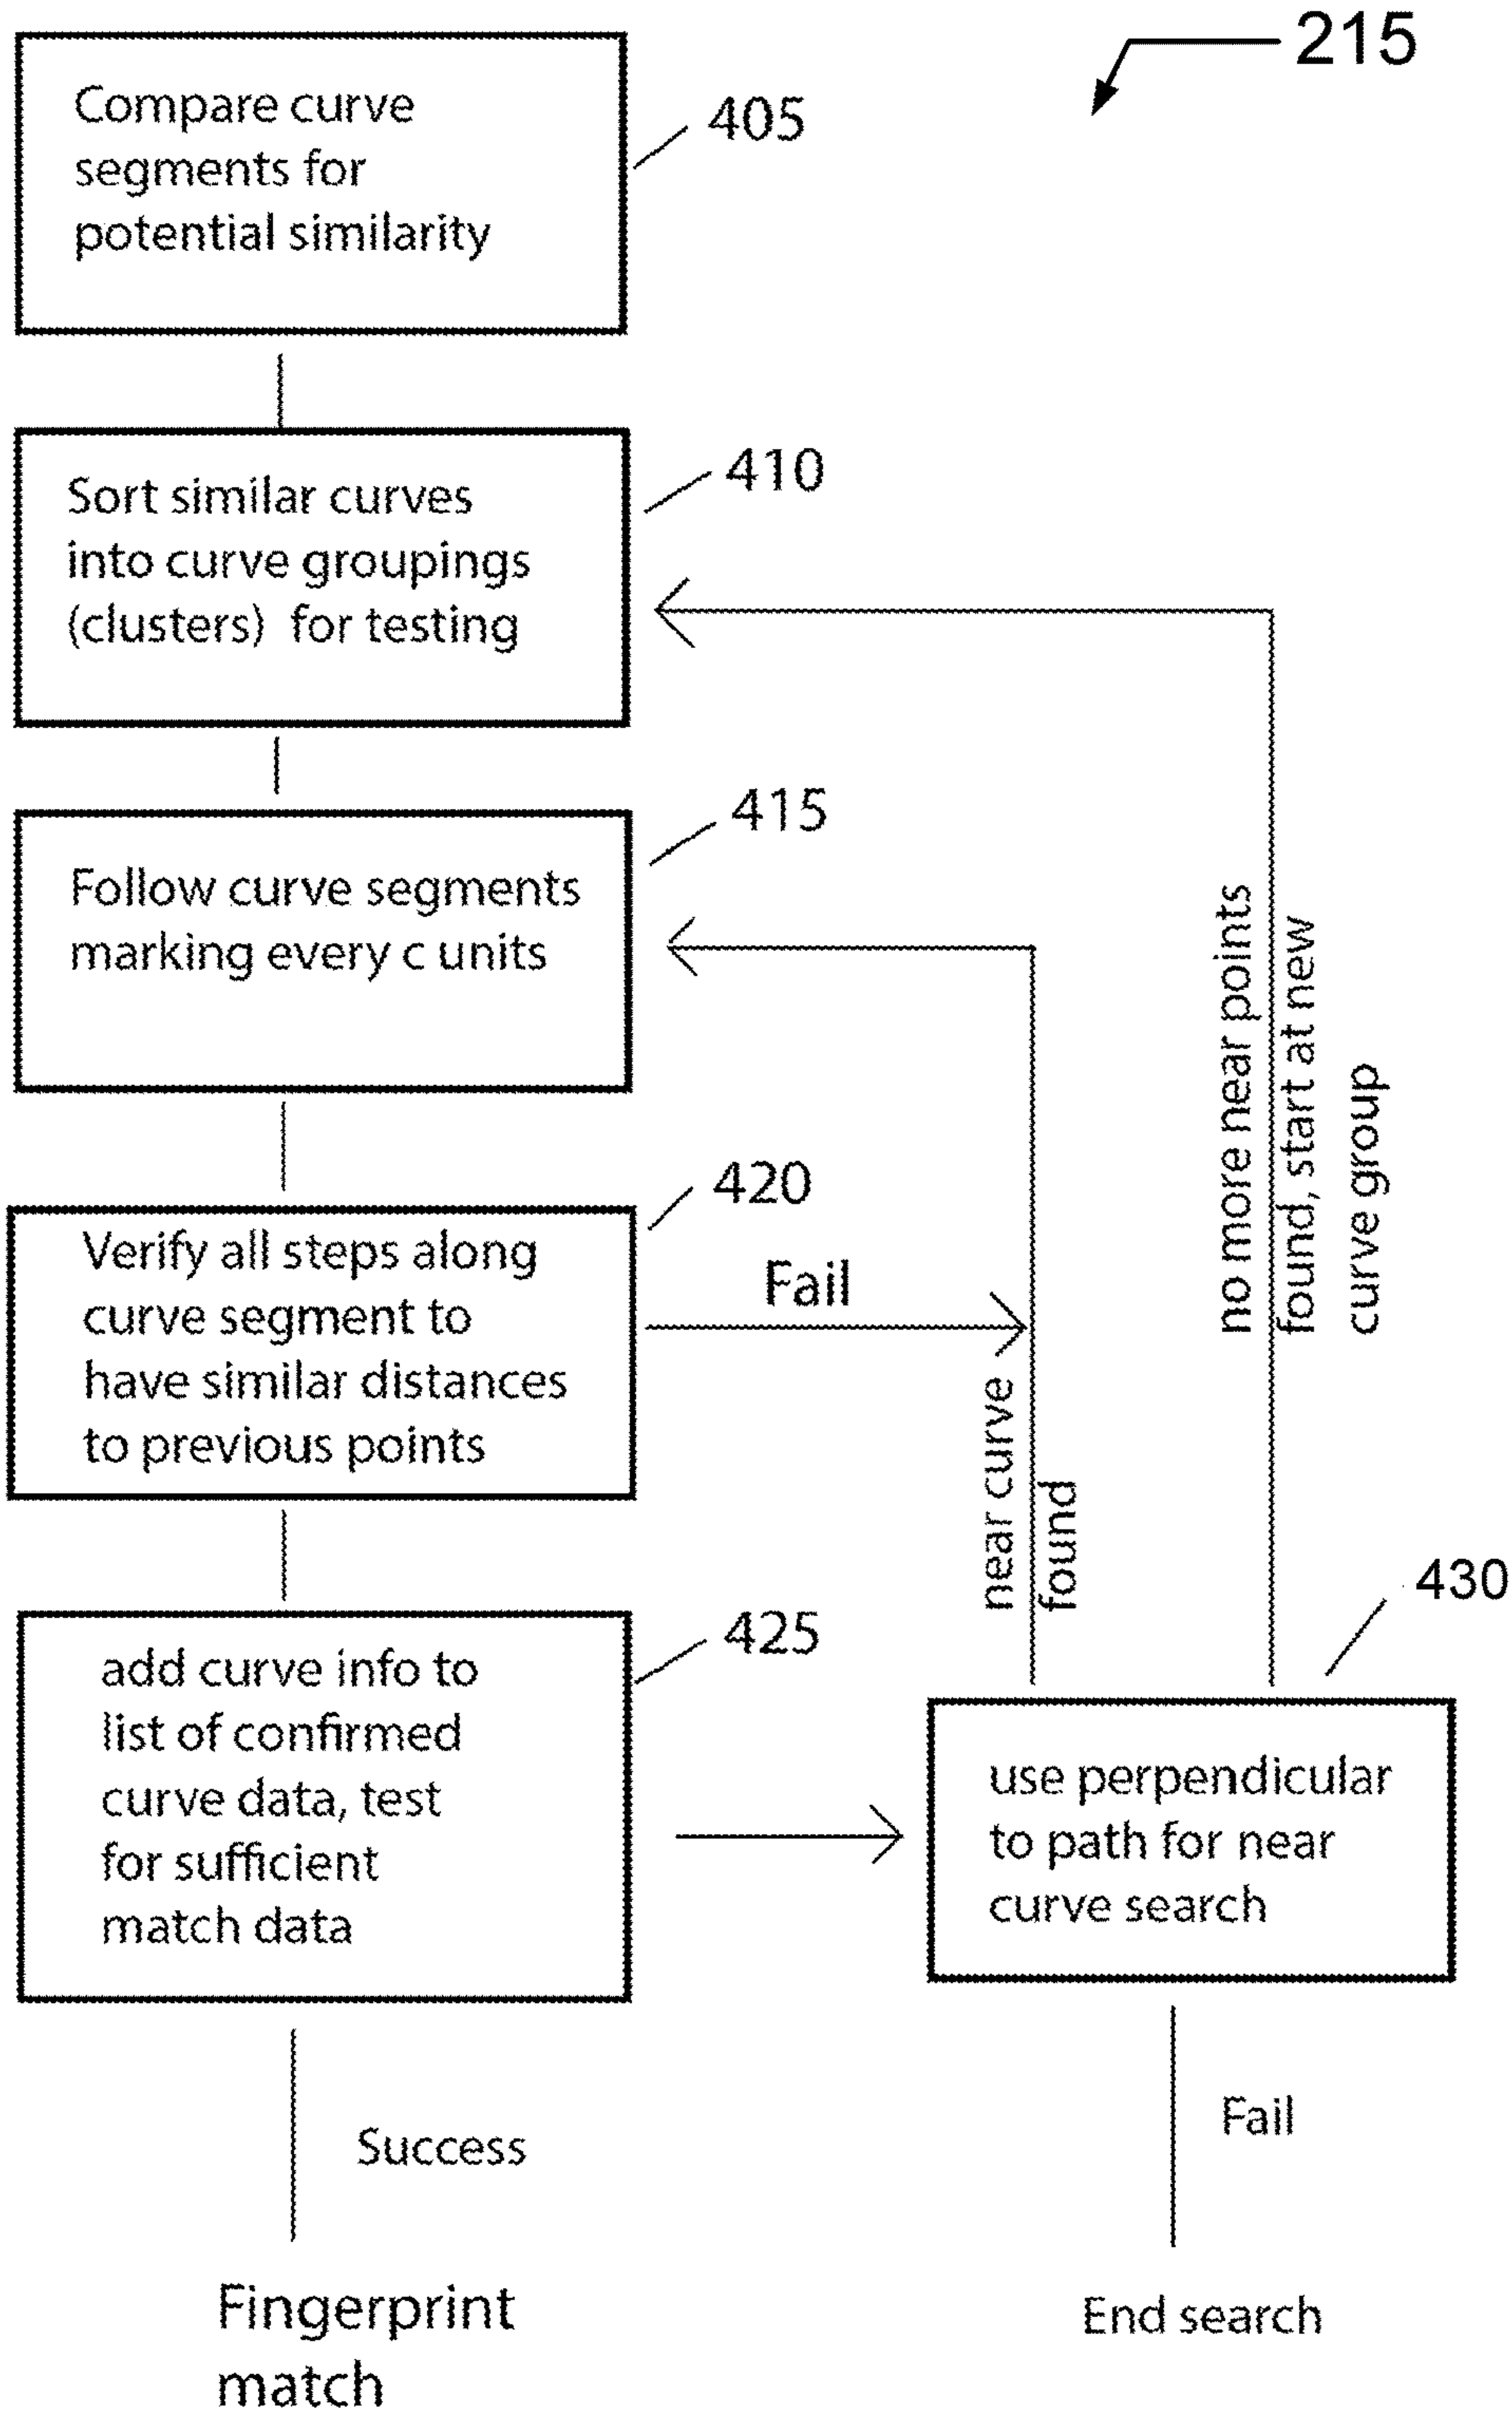 215
Compare curve
segments for
potential similarity
405
Sort similar curves
into curve groupings
(clusters) for testing
410
Follow curve segments
marking every c units
415
Verify all steps along
curve segment to
have similar distances
to previous points
420
Fail
near curve
found
no more near points
found, start at new
curve group
add curve info to
list of confirmed
curve data, test
for sufficient
match data
425
use perpendicular
to path for near
curve search
430
Success
Fail
Fingerprint
match
End search